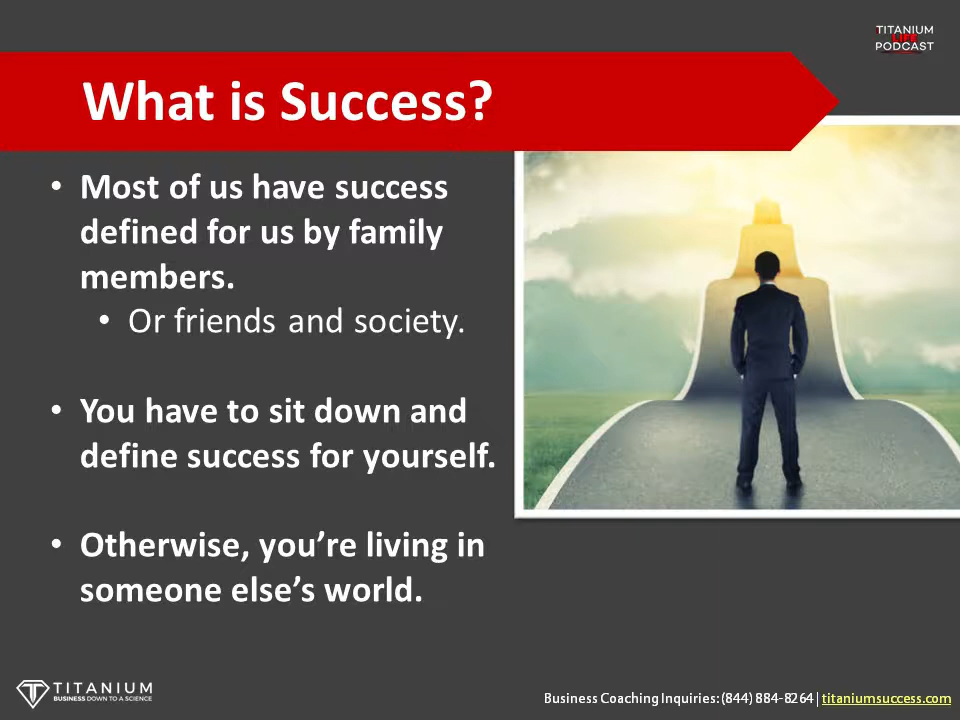 TITANIUM
LIFE
PODCAST
What is Success?
• Most of us have success
defined for us by family
members.
• Or friends and society.
• You have to sit down and
define success for yourself.
• Otherwise, you’re living in
someone else’s world.
TITANIUM
BUSINESS DOWN TO A SCIENCE
Business Coaching Inquiries: (844) 884-8264 | titaniumsuccess.com